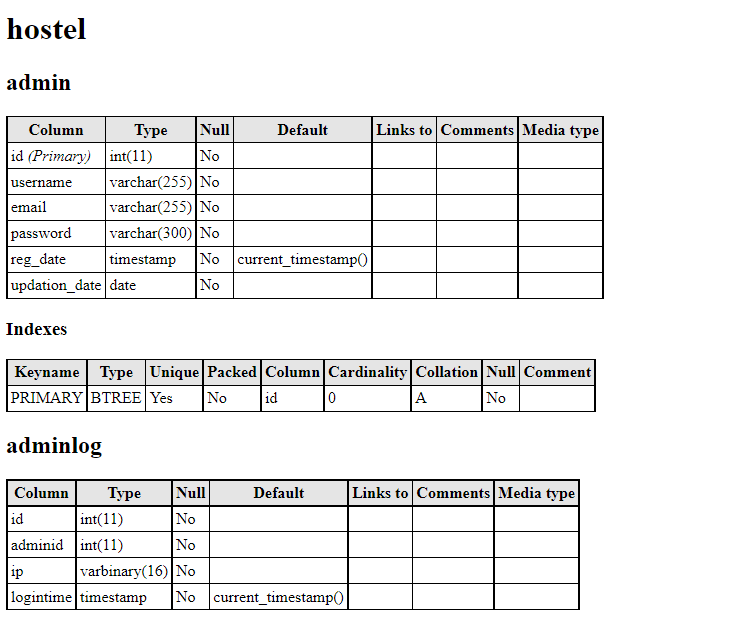 hostel
admin
Column Type Null Default Links to Comments Media type
id (Primary) int(11) No
username varchar(255) No
email varchar(255) No
password varchar(300) No
reg_date timestamp No current_timestamp()
updation_date date No
Indexes
Keyname Type Unique Packed Column Cardinality Collation Null Comment
PRIMARY BTREE Yes No id 0 A No
adminlog
Column Type Null Default Links to Comments Media type
id int(11) No
adminid int(11) No
ip varbinary(16) No
logintime timestamp No current_timestamp()